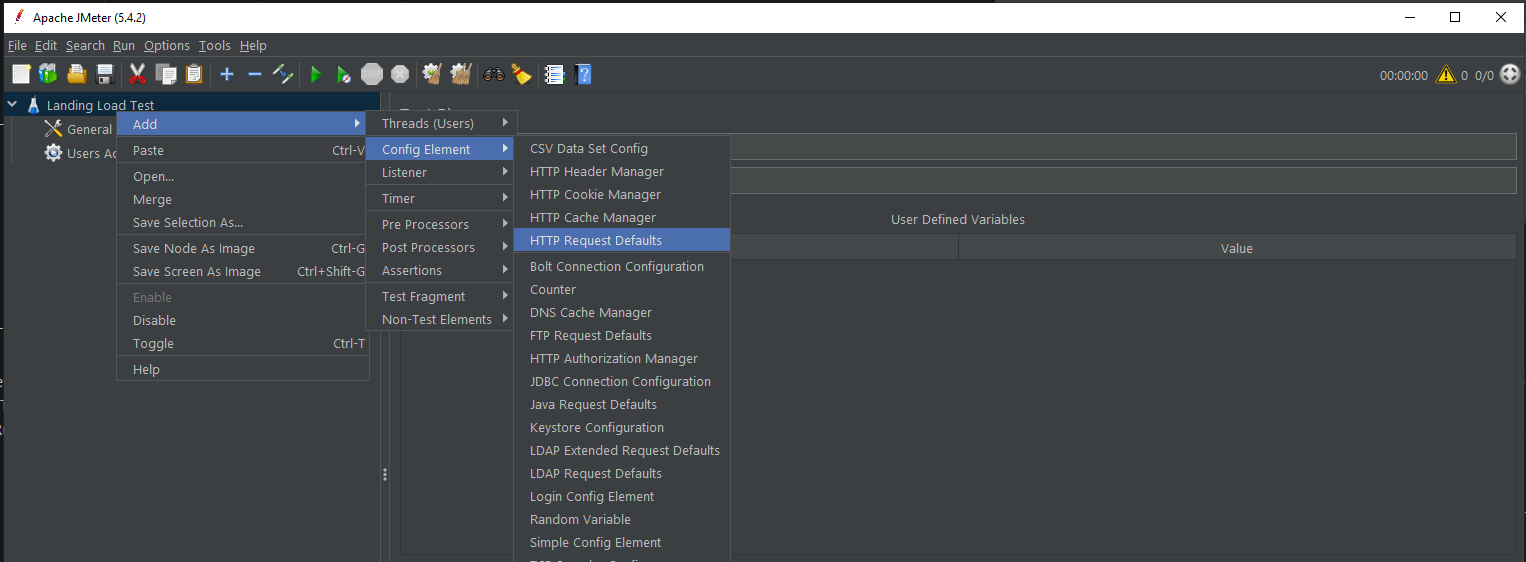 Apache JMeter (5.4.2)
File Edit Search Run Options Tools Help
00:00:00 0 0/0
Landing Load Test
General
Users
Add
Paste Ctrl-V
Open...
Merge
Save Selection As...
Save Node As Image Ctrl-G
Save Screen As Image Ctrl+Shift-G
Enable
Disable
Toggle Ctrl-T
Help
Threads (Users)
Config Element
Listener
Timer
Pre Processors
Post Processors
Assertions
Test Fragment
Non-Test Elements
CSV Data Set Config
HTTP Header Manager
HTTP Cookie Manager
HTTP Cache Manager
HTTP Request Defaults
Bolt Connection Configuration
Counter
DNS Cache Manager
FTP Request Defaults
HTTP Authorization Manager
JDBC Connection Configuration
Java Request Defaults
Keystore Configuration
LDAP Extended Request Defaults
LDAP Request Defaults
Login Config Element
Random Variable
Simple Config Element
User Defined Variables
Value